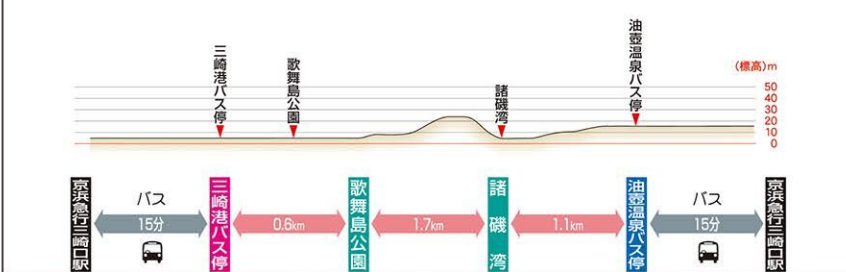 三崎港バス停
歌舞島公園
諸磯湾
油壺温泉バス停
(標高)m
50
40
30
20
10
0
京浜急行三崎口駅
バス
15分
三崎港バス停
0.6km
歌舞島公園
1.7km
諸磯湾
1.1km
油壺温泉バス停
バス
15分
京浜急行三崎口駅